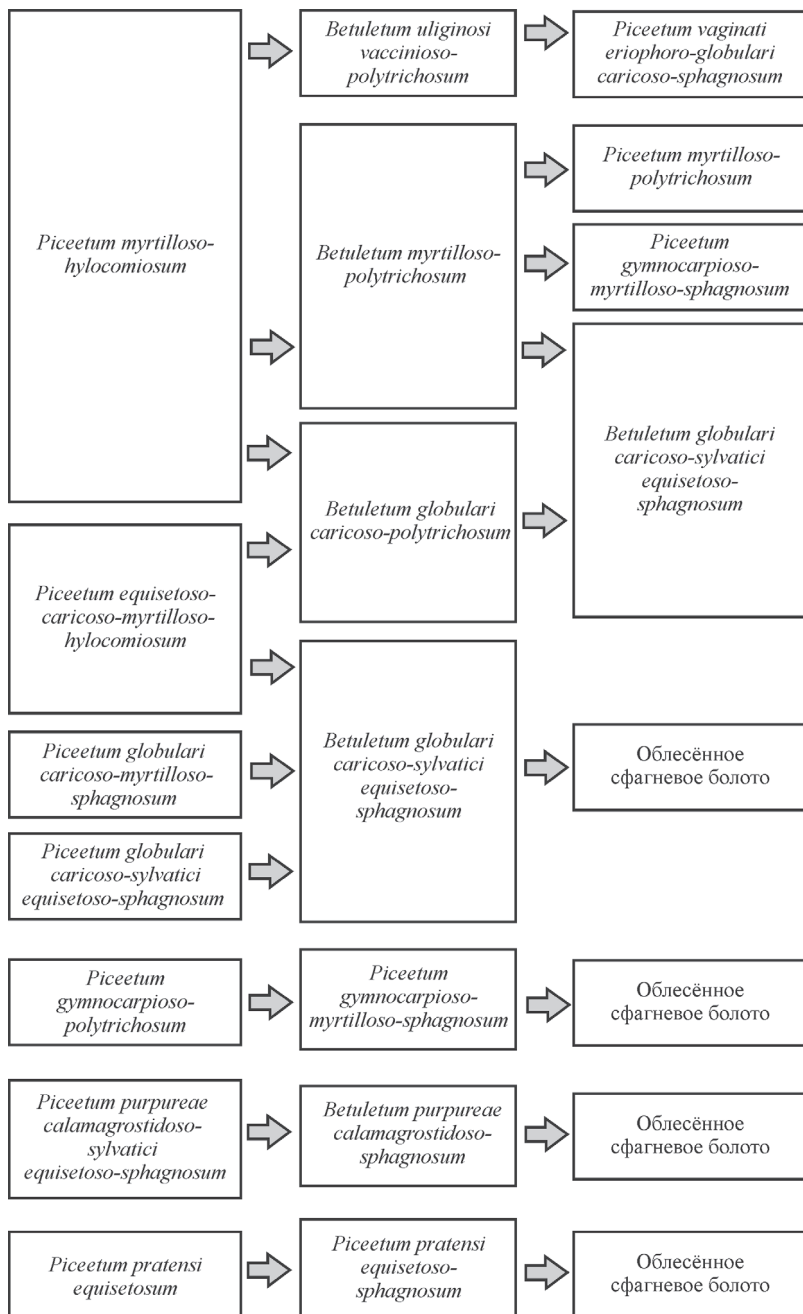 Betuletum uliginosi
vaccinioso-
polytrichosum
Piceetum vaginati
eriophoro-globulari
caricoso-sphagnosum
Piceetum myrtilloso-
hylocomiosum
Betuletum myrtilloso-
polytrichosum
Piceetum myrtilloso-
polytrichosum
Piceetum
gymnocarpioso-
myrtilloso-sphagnosum
Betuletum globulari
caricoso-polytrichosum
Betuletum globulari
caricoso-sylvatici
equisetoso-
sphagnosum
Piceetum equisetoso-
caricoso-myrtilloso-
hylocomiosum
Piceetum globulari
caricoso-myrtilloso-
sphagnosum
Betuletum globulari
caricoso-sylvatici
equisetoso-
sphagnosum
Облесённое
сфагневое болото
Piceetum globulari
caricoso-sylvatici
equisetoso-sphagnosum
Piceetum
gymnocarpioso-
polytrichosum
Piceetum
gymnocarpioso-
myrtilloso-sphagnosum
Облесённое
сфагневое болото
Piceetum purpureae
calamagrostidoso-
sylvatici
equisetoso-sphagnosum
Betuletum purpureae
calamagrostidoso-
sphagnosum
Облесённое
сфагневое болото
Piceetum pratensi
equisetosum
Piceetum pratensi
equisetoso-
sphagnosum
Облесённое
сфагневое болото